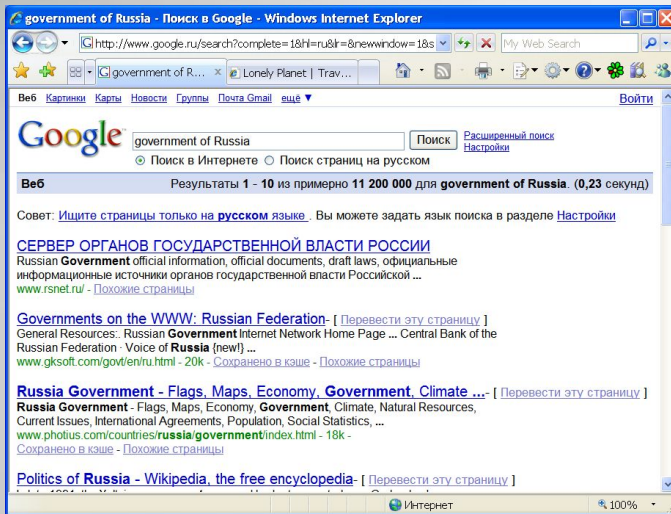 government of Russia - Поиск в Google - Windows Internet Explorer
http://www.google.ru/search?complete=1&hl=ru&lr=&newwindow=1&s
My Web Search
government of R...
Lonely Planet | Trav...
Веб Картинки Карты Новости Группы Почта Gmail ещё ▼
Войти
Google
government of Russia
Поиск
Расширенный поиск
Настройки
Поиск в Интернете Поиск страниц на русском
Веб
Результаты 1 - 10 из примерно 11 200 000 для government of Russia. (0,23 секунд)
Совет: Ищите страницы только на русском языке . Вы можете задать язык поиска в разделе Настройки
СЕРВЕР ОРГАНОВ ГОСУДАРСТВЕННОЙ ВЛАСТИ РОССИИ
Russian Government official information, official documents, draft laws, официальные
информационные источники органов государственной власти Российской ...
www.rsnet.ru/ - Похожие страницы
Governments on the WWW: Russian Federation- [ Перевести эту страницу ]
General Resources:. Russian Government Internet Network Home Page ... Central Bank of the
Russian Federation · Voice of Russia {new!} ...
www.gksoft.com/govt/en/ru.html - 20k - Сохранено в кэше - Похожие страницы
Russia Government - Flags, Maps, Economy, Government, Climate ...- [ Перевести эту страницу ]
Russia Government - Flags, Maps, Economy, Government, Climate, Natural Resources,
Current Issues, International Agreements, Population, Social Statistics, ...
www.photius.com/countries/russia/government/index.html - 18k -
Сохранено в кэше - Похожие страницы
Politics of Russia - Wikipedia, the free encyclopedia- [ Перевести эту страницу ]
Интернет
100%